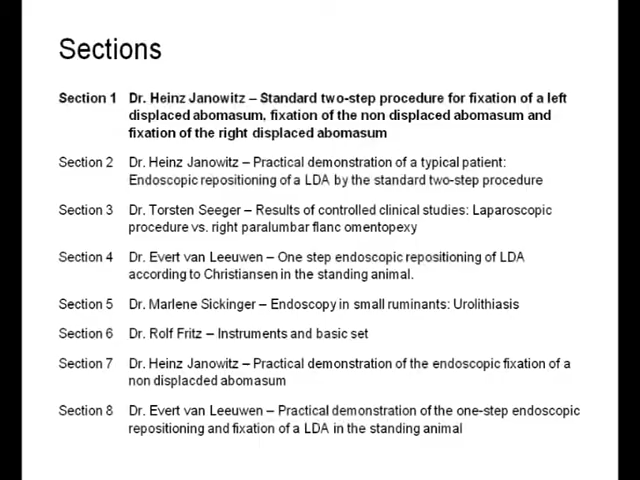 Sections
Section 1 Dr. Heinz Janowitz – Standard two-step procedure for fixation of a left
displaced abomasum, fixation of the non displaced abomasum and
fixation of the right displaced abomasum
Section 2 Dr. Heinz Janowitz – Practical demonstration of a typical patient:
Endoscopic repositioning of a LDA by the standard two-step procedure
Section 3 Dr. Torsten Seeger – Results of controlled clinical studies: Laparoscopic
procedure vs. right paralumbar flanc omentopexy
Section 4 Dr. Evert van Leeuwen – One step endoscopic repositioning of LDA
according to Christiansen in the standing animal.
Section 5 Dr. Marlene Sickinger – Endoscopy in small ruminants: Urolithiasis
Section 6 Dr. Rolf Fritz – Instruments and basic set
Section 7 Dr. Heinz Janowitz – Practical demonstration of the endoscopic fixation of a
non displacded abomasum
Section 8 Dr. Evert van Leeuwen – Practical demonstration of the one-step endoscopic
repositioning and fixation of a LDA in the standing animal